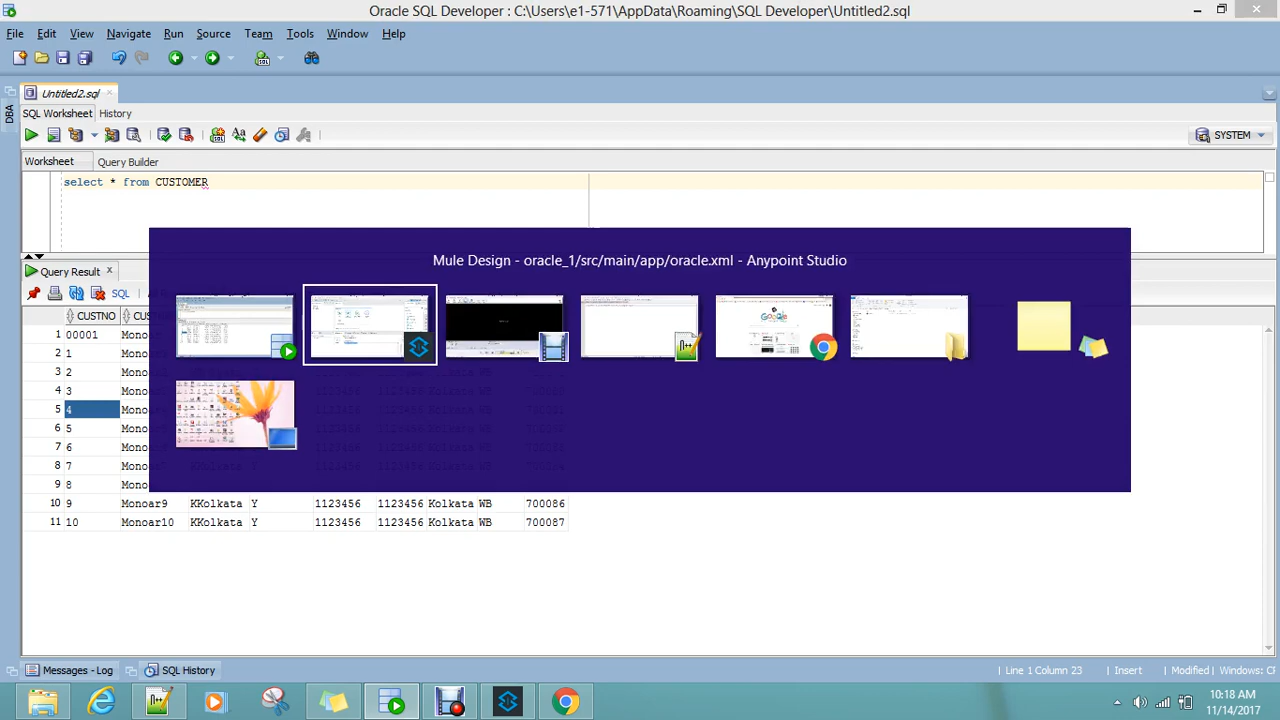 Oracle SQL Developer : C:\Users\e1-571\AppData\Roaming\SQL Developer\Untitled2.sql
File Edit View Navigate Run Source Team Tools Window Help
Untitled2.sql
DBA
SQL Worksheet History
SYSTEM
Worksheet Query Builder
select * from CUSTOMER
Mule Design - oracle_1/src/main/app/oracle.xml - Anypoint Studio
Query Result
SQL
CUSTNO
1 00001
2 1
3 2
4 3
5 4
6 5
7 6
8 7
9 8
10 9 Monoar9 KKolkata Y 1123456 1123456 Kolkata WB 700086
11 10 Monoar10 KKolkata Y 1123456 1123456 Kolkata WB 700087
Messages - Log SQL History
Line 1 Column 23 Insert Modified Windows: CF
10:18 AM
11/14/2017